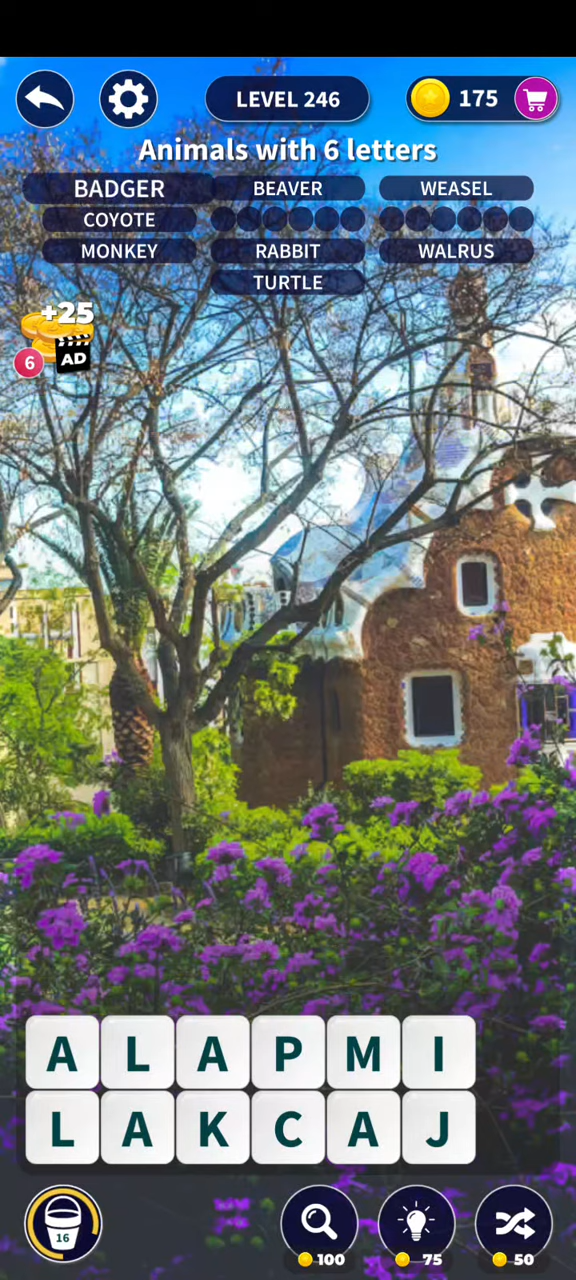 LEVEL 246
175
Animals with 6 letters
BADGER BEAVER WEASEL
COYOTE
MONKEY RABBIT WALRUS
TURTLE
+25
6 AD
A L A P M I
L A K C A J
16
100 75 50